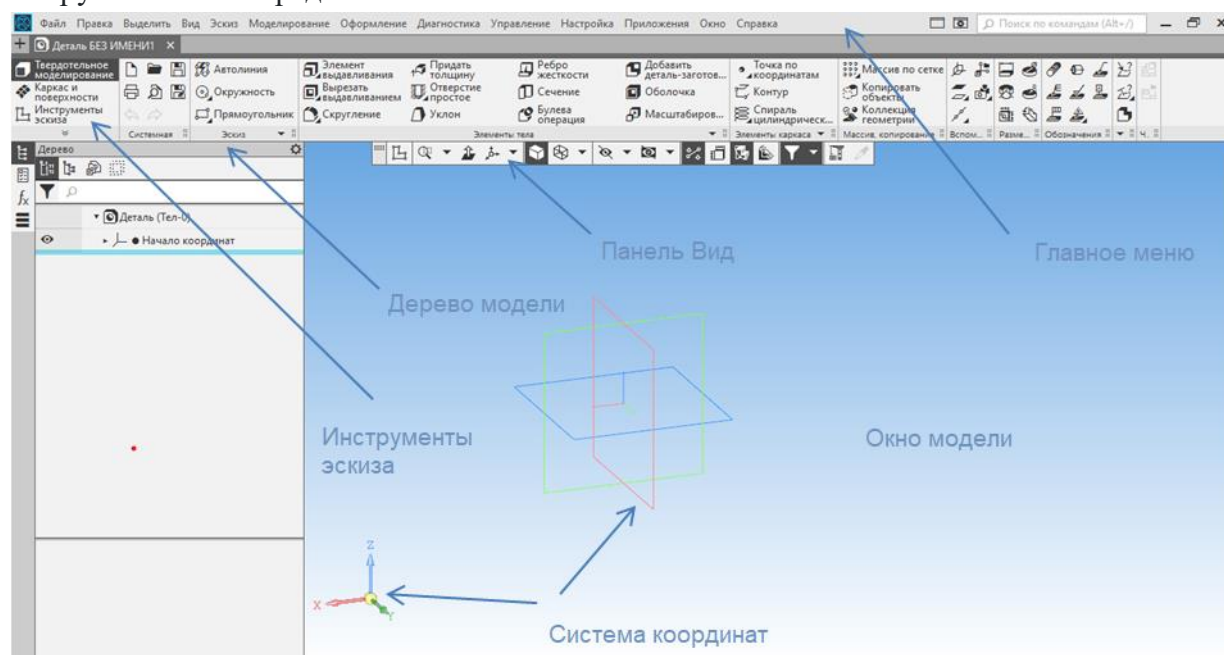 Файл Правка Выделить Вид Эскиз Моделирование Оформление Диагностика Управление Настройка Приложения Окно Справка
Поиск по командам (Alt+/)
Деталь БЕЗ ИМЕНИ1
Твердотельное моделирование
Каркас и поверхности
Инструменты эскиза
Системная
Автолиния
Окружность
Прямоугольник
Эскиз
Элемент выдавливания
Вырезать выдавливанием
Скругление
Придать толщину
Отверстие простое
Уклон
Ребро жесткости
Сечение
Булева операция
Добавить деталь-заготов...
Оболочка
Масштабиров...
Элементы тела
Точка по координатам
Контур
Спираль цилиндрическ...
Элементы каркаса
Массив по сетке
Копировать объекты
Коллекция геометрии
Массив, копирование
Вспом...
Разме...
Обозначения
Ч...
Дерево
fx
Деталь (Тел-0)
Начало координат
Панель Вид
Главное меню
Дерево модели
Инструменты
эскиза
Окно модели
Z
X
Y
Система координат